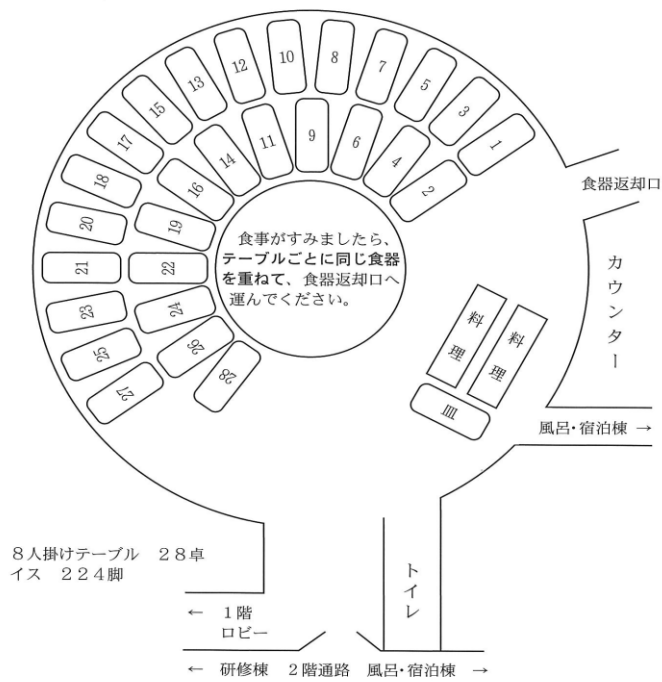 10
8
7
12
5
13
3
15
1
9
11
6
14
4
17
16
2
18
19
20
21
22
23
24
25
26
27
28
食器返却口
食事がすみましたら、
テーブルごとに同じ食器
を重ねて、食器返却口へ
運んでください。
カウンター
料理
料理
皿
風呂・宿泊棟 →
8人掛けテーブル 28卓
イス 224脚
トイレ
← 1階
ロビー
← 研修棟 2階通路 風呂・宿泊棟 →